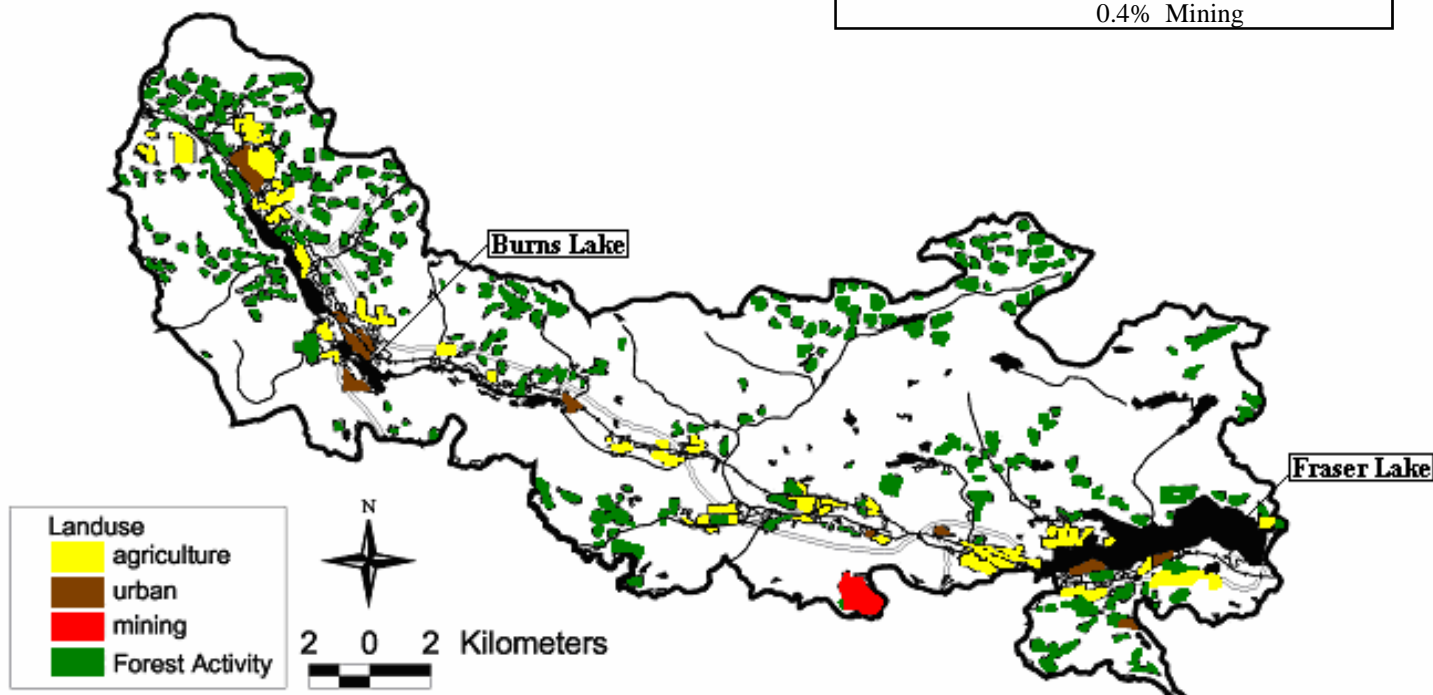 0.4% Mining
Burns Lake
Fraser Lake
Landuse
agriculture
urban
mining
Forest Activity
N
2 0 2 Kilometers